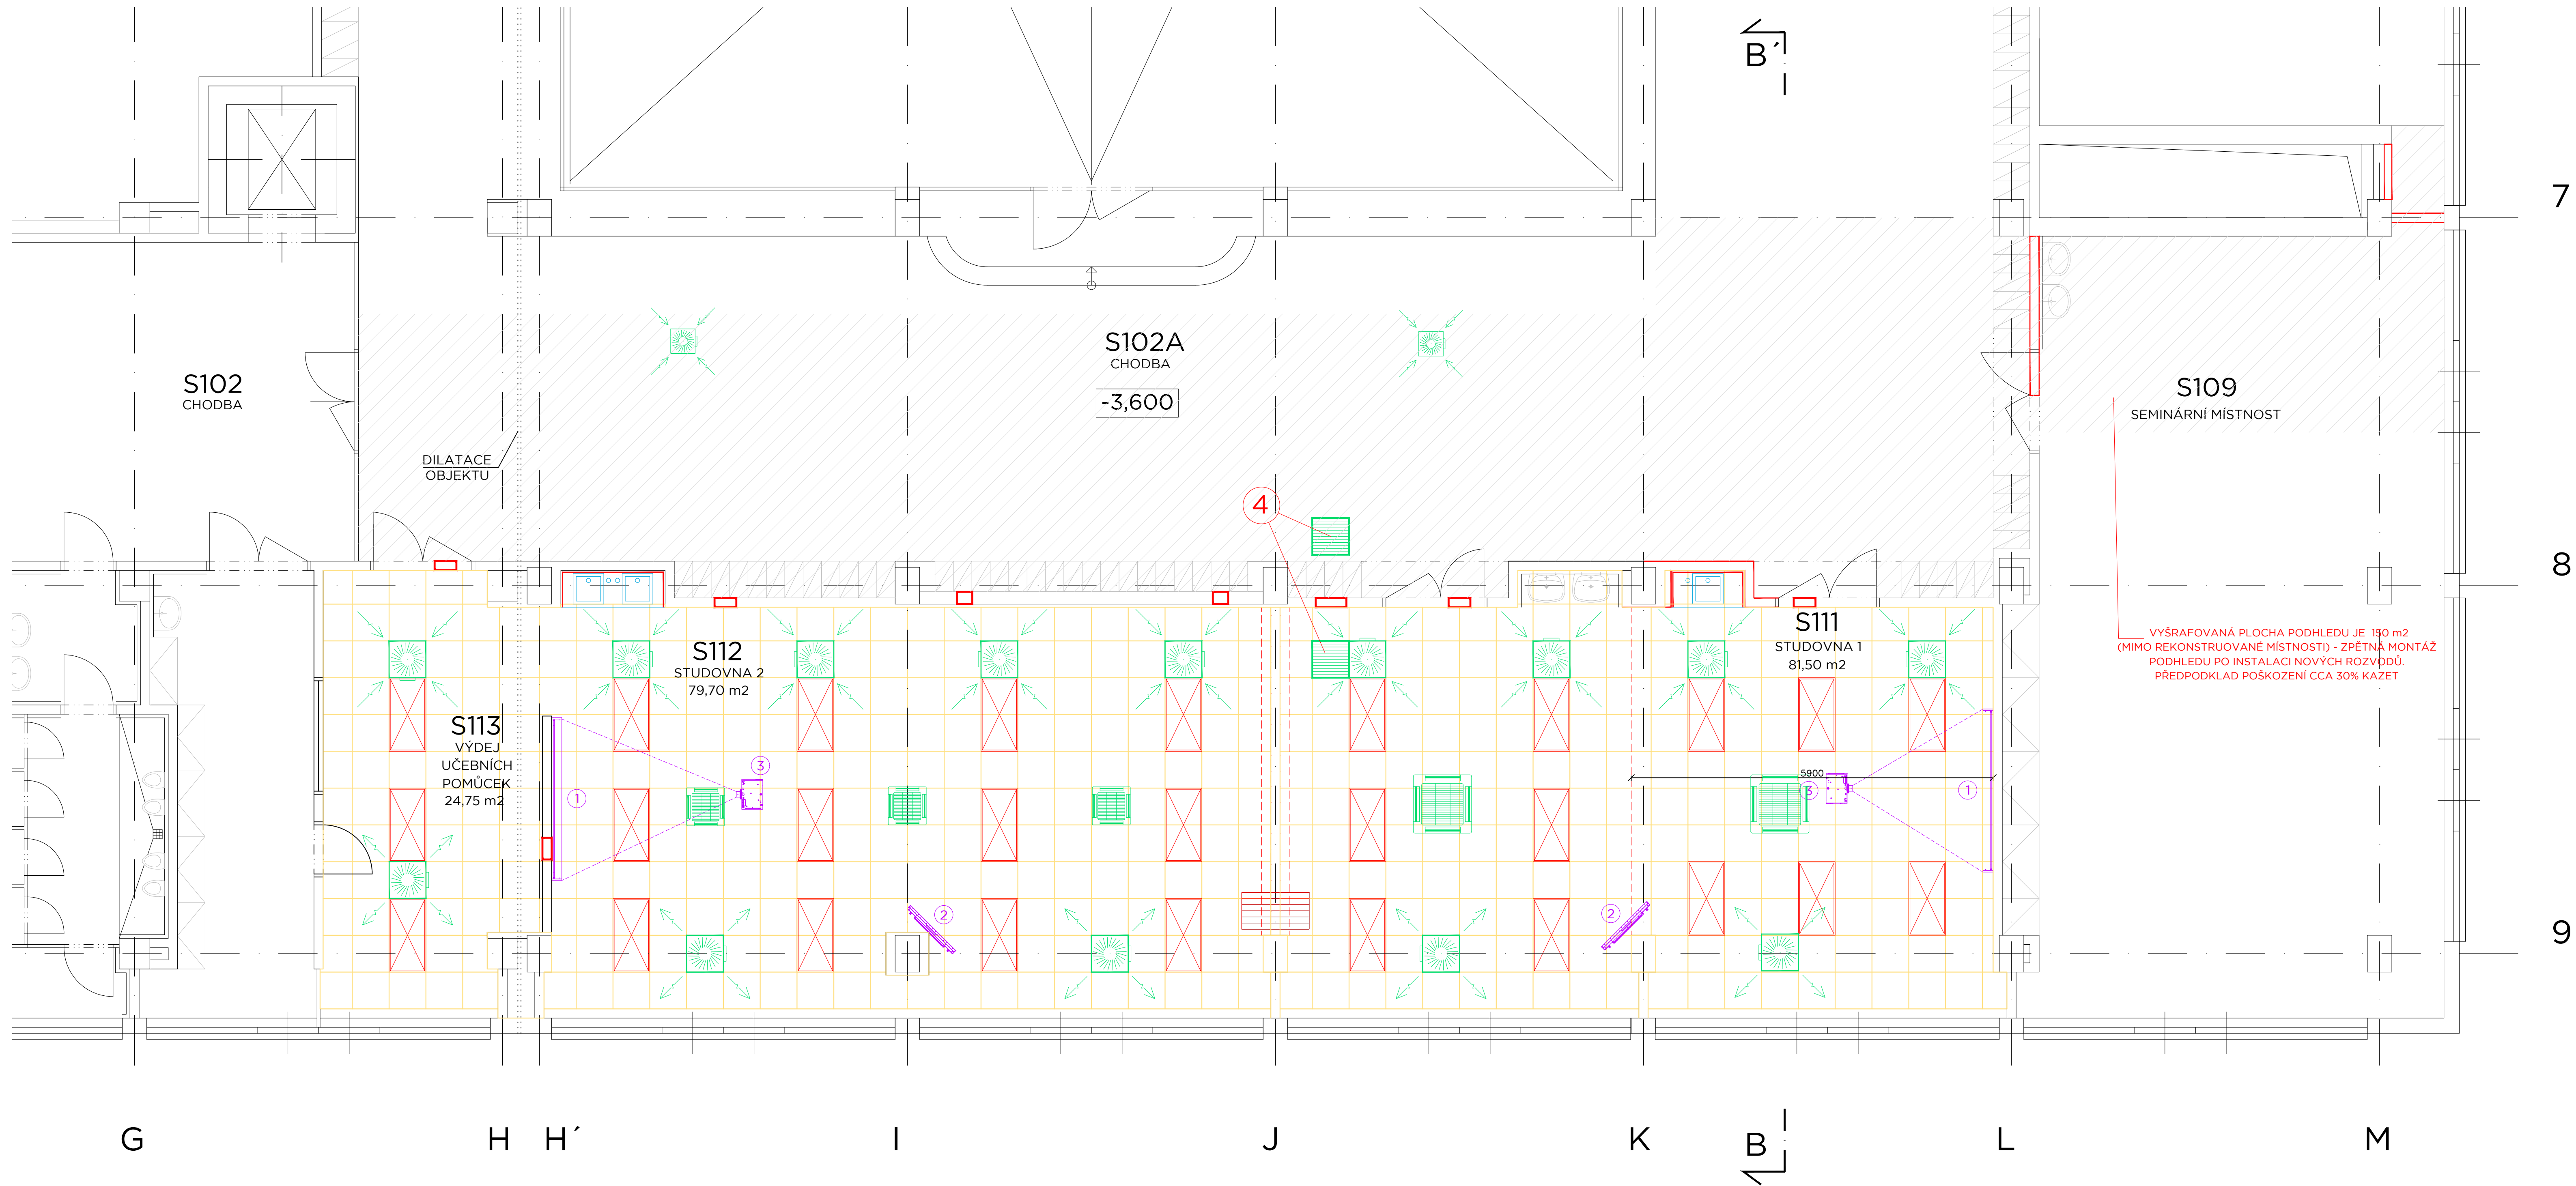 B´
7
S102A
CHODBA
-3,600
S102
CHODBA
S109
SEMINÁRNÍ MÍSTNOST
DILATACE
OBJEKTU
4
8
S111
STUDOVNA 1
81,50 m2
S112
STUDOVNA 2
79,70 m2
VYŠRAFOVANÁ PLOCHA PODHLEDU JE 150 m2
(MIMO REKONSTRUOVANÉ MÍSTNOSTI) - ZPĚTNÁ MONTÁŽ
PODHLEDU PO INSTALACI NOVÝCH ROZVODŮ.
PŘEDPODKLAD POŠKOZENÍ CCA 30% KAZET
S113
VÝDEJ
UČEBNÍCH
POMŮCEK
24,75 m2
3
1
5900
3
1
2
2
9
G
H
H´
I
J
K
B
L
M